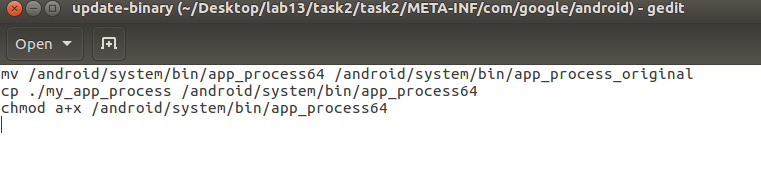 update-binary (~/Desktop/lab13/task2/task2/META-INF/com/google/android) - gedit
Open
mv /android/system/bin/app_process64 /android/system/bin/app_process_original
cp ./my_app_process /android/system/bin/app_process64
chmod a+x /android/system/bin/app_process64